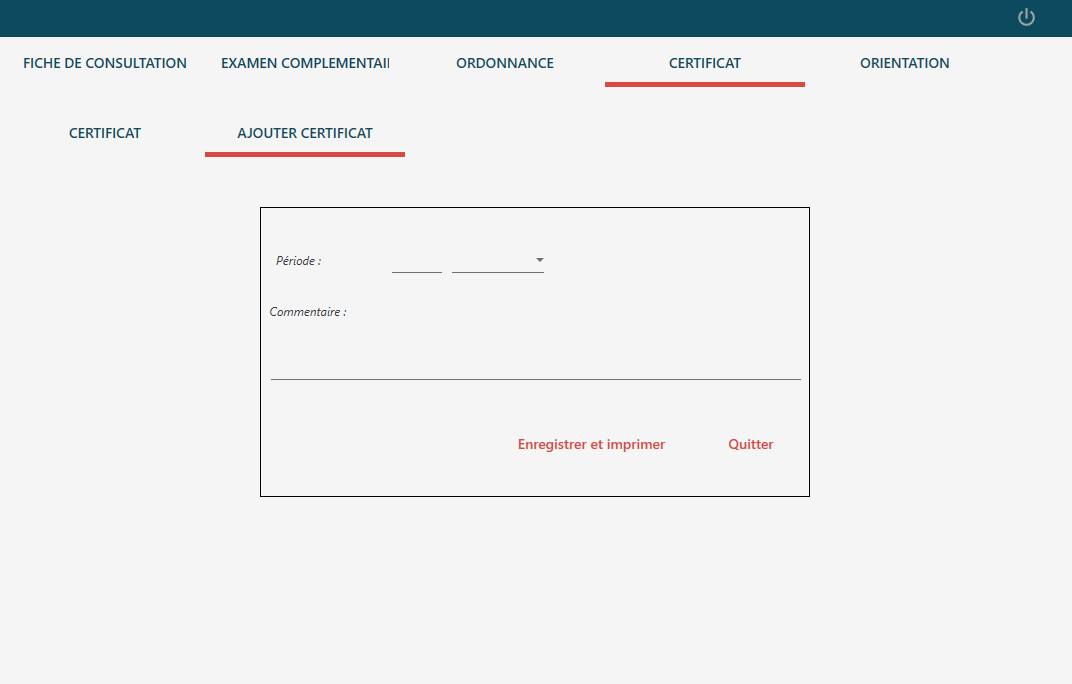 FICHE DE CONSULTATION
EXAMEN COMPLEMENTAI
ORDONNANCE
CERTIFICAT
ORIENTATION
CERTIFICAT
AJOUTER CERTIFICAT
Période :
Commentaire :
Enregistrer et imprimer
Quitter